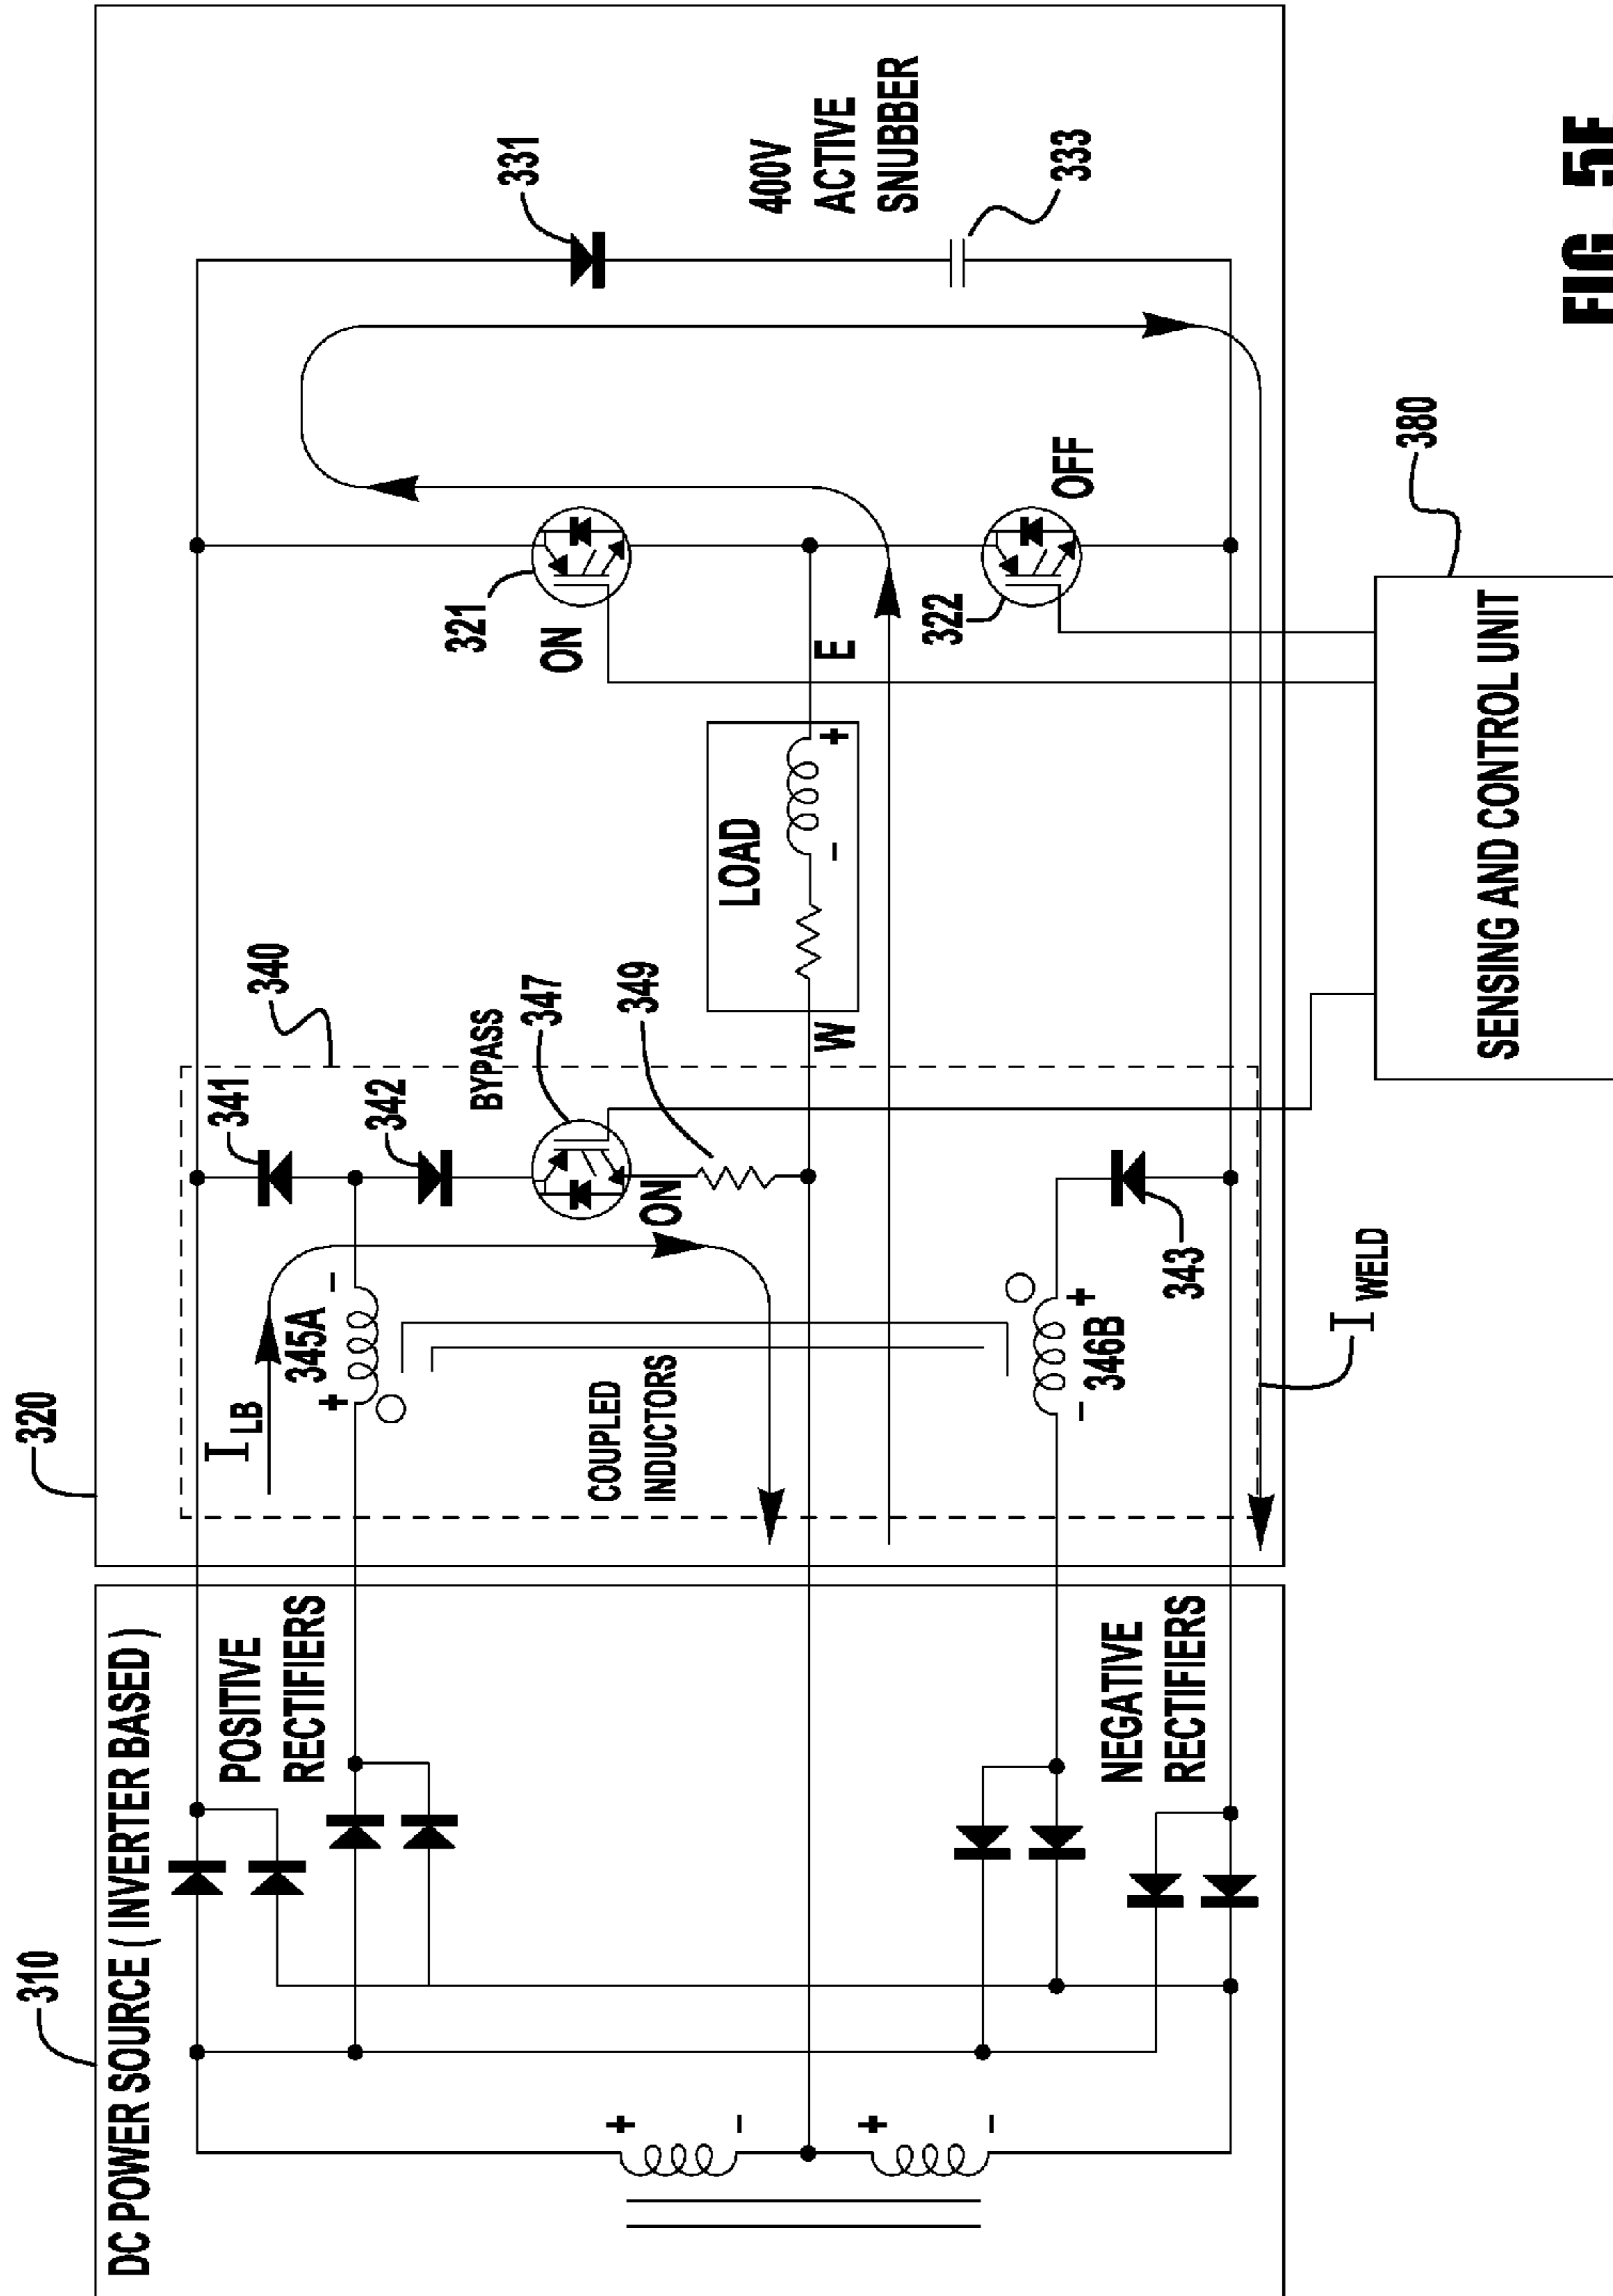 310
320
DC POWER SOURCE ( INVERTER BASED )
POSITIVE
RECTIFIERS
NEGATIVE
RECTIFIERS
+
-
+
-
340
341
342
I LB
345A
+
-
BYPASS
347
ON
349
COUPLED
INDUCTORS
346B
-
+
343
I WELD
W
LOAD
-
+
E
321
ON
322
OFF
331
400V
ACTIVE
SNUBBER
333
380
SENSING AND CONTROL UNIT
FIG.